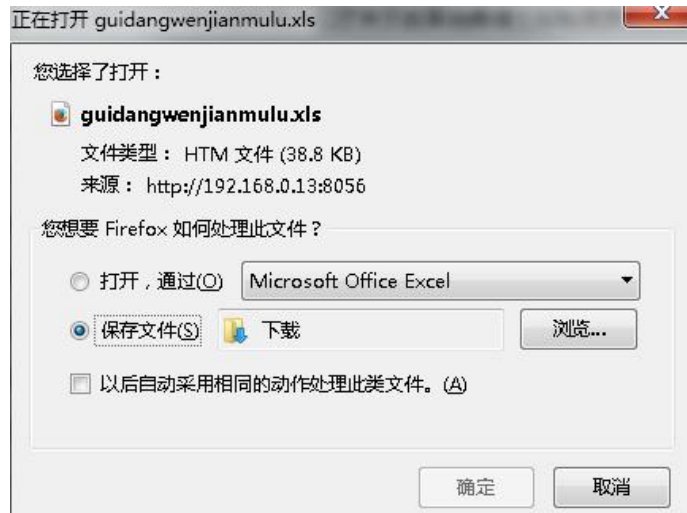 正在打开 guidangwenjianmulu.xls
您选择了打开：
guidangwenjianmulu.xls
文件类型： HTM 文件 (38.8 KB)
来源： http://192.168.0.13:8056
您想要 Firefox 如何处理此文件？
打开，通过(O) Microsoft Office Excel
保存文件(S) 下载 浏览...
以后自动采用相同的动作处理此类文件。(A)
确定 取消